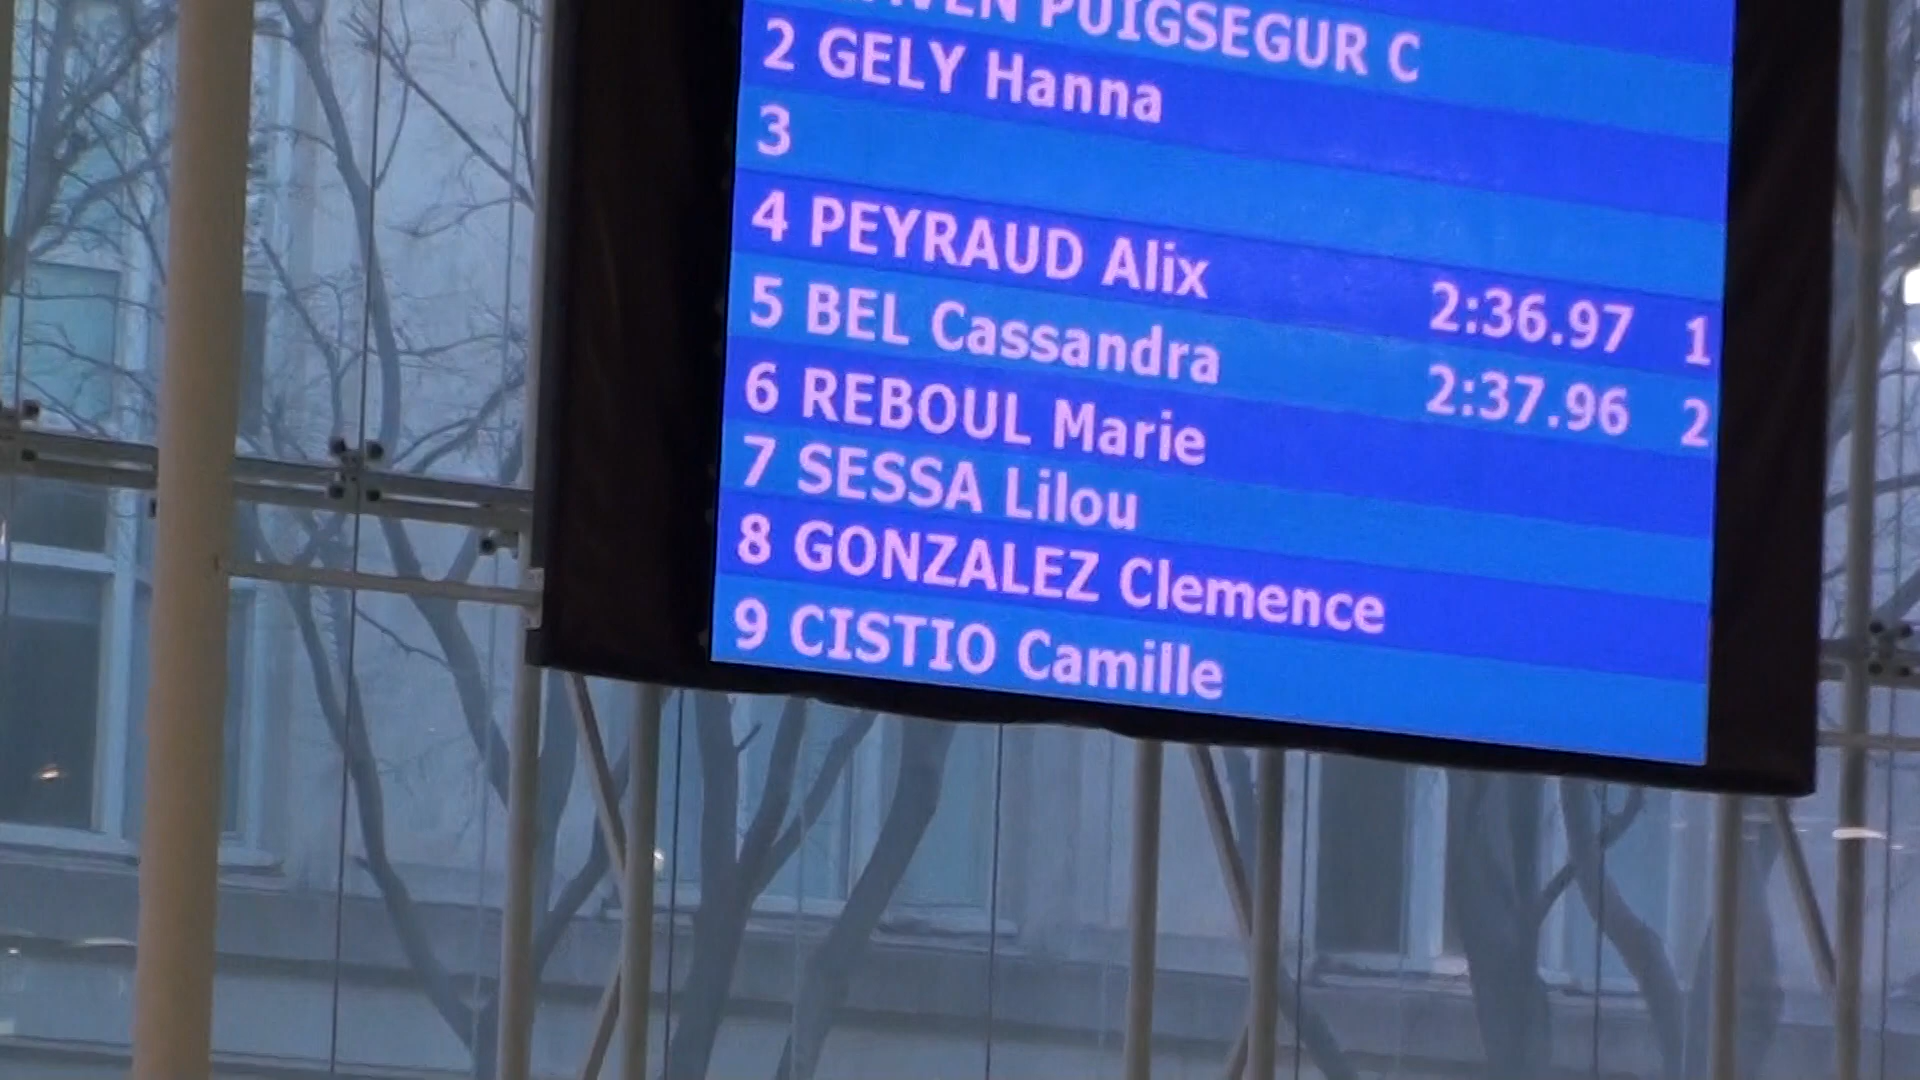 PUIGSEGUR C
2 GELY Hanna
3
4 PEYRAUD Alix 2:36.97 1
5 BEL Cassandra 2:37.96 2
6 REBOUL Marie
7 SESSA Lilou
8 GONZALEZ Clemence
9 CISTIO Camille